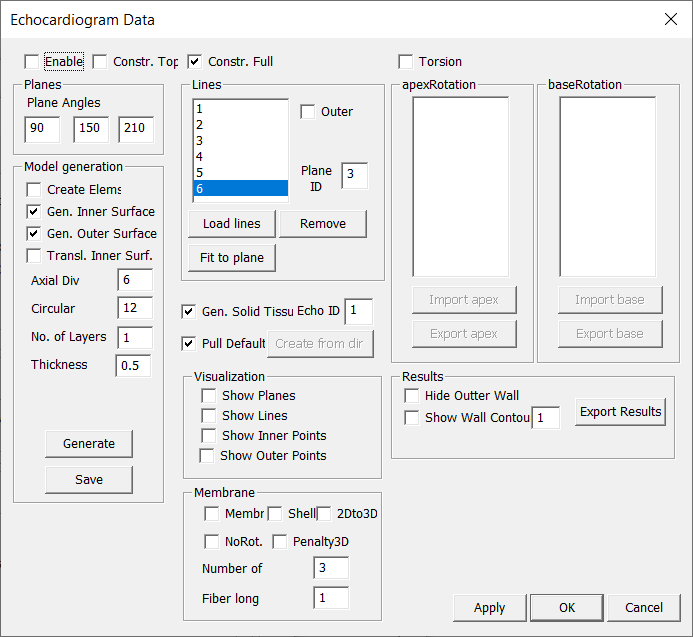 Echocardiogram Data
Enable
Constr. Top
Constr. Full
Torsion
Planes
Plane Angles
90 150 210
Model generation
Create Elems
Gen. Inner Surface
Gen. Outer Surface
Transl. Inner Surf.
Axial Div 6
Circular 12
No. of Layers 1
Thickness 0.5
Generate
Save
Lines
1
2
3
4
5
6
Outer
Plane
ID
3
Load lines
Remove
Fit to plane
Gen. Solid Tissu
Echo ID 1
Pull Default
Create from dir
Visualization
Show Planes
Show Lines
Show Inner Points
Show Outer Points
Membrane
Membr
Shell
2Dto3D
NoRot.
Penalty3D
Number of 3
Fiber long 1
apexRotation
Import apex
Export apex
baseRotation
Import base
Export base
Results
Hide Outter Wall
Show Wall Contou 1
Export Results
Apply
OK
Cancel